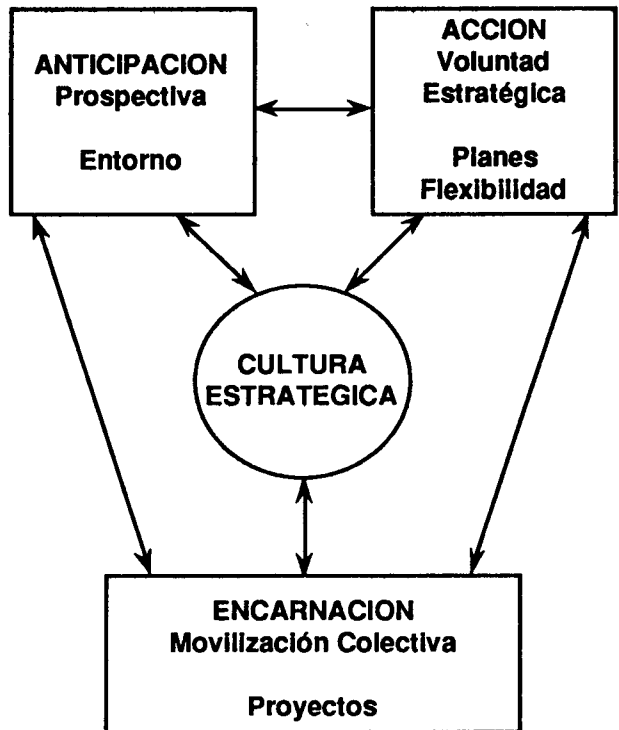 ANTICIPACION
Prospectiva
Entorno
ACCION
Voluntad
Estratégica
Planes
Flexibilidad
CULTURA
ESTRATEGICA
ENCARNACION
Movilización Colectiva
Proyectos